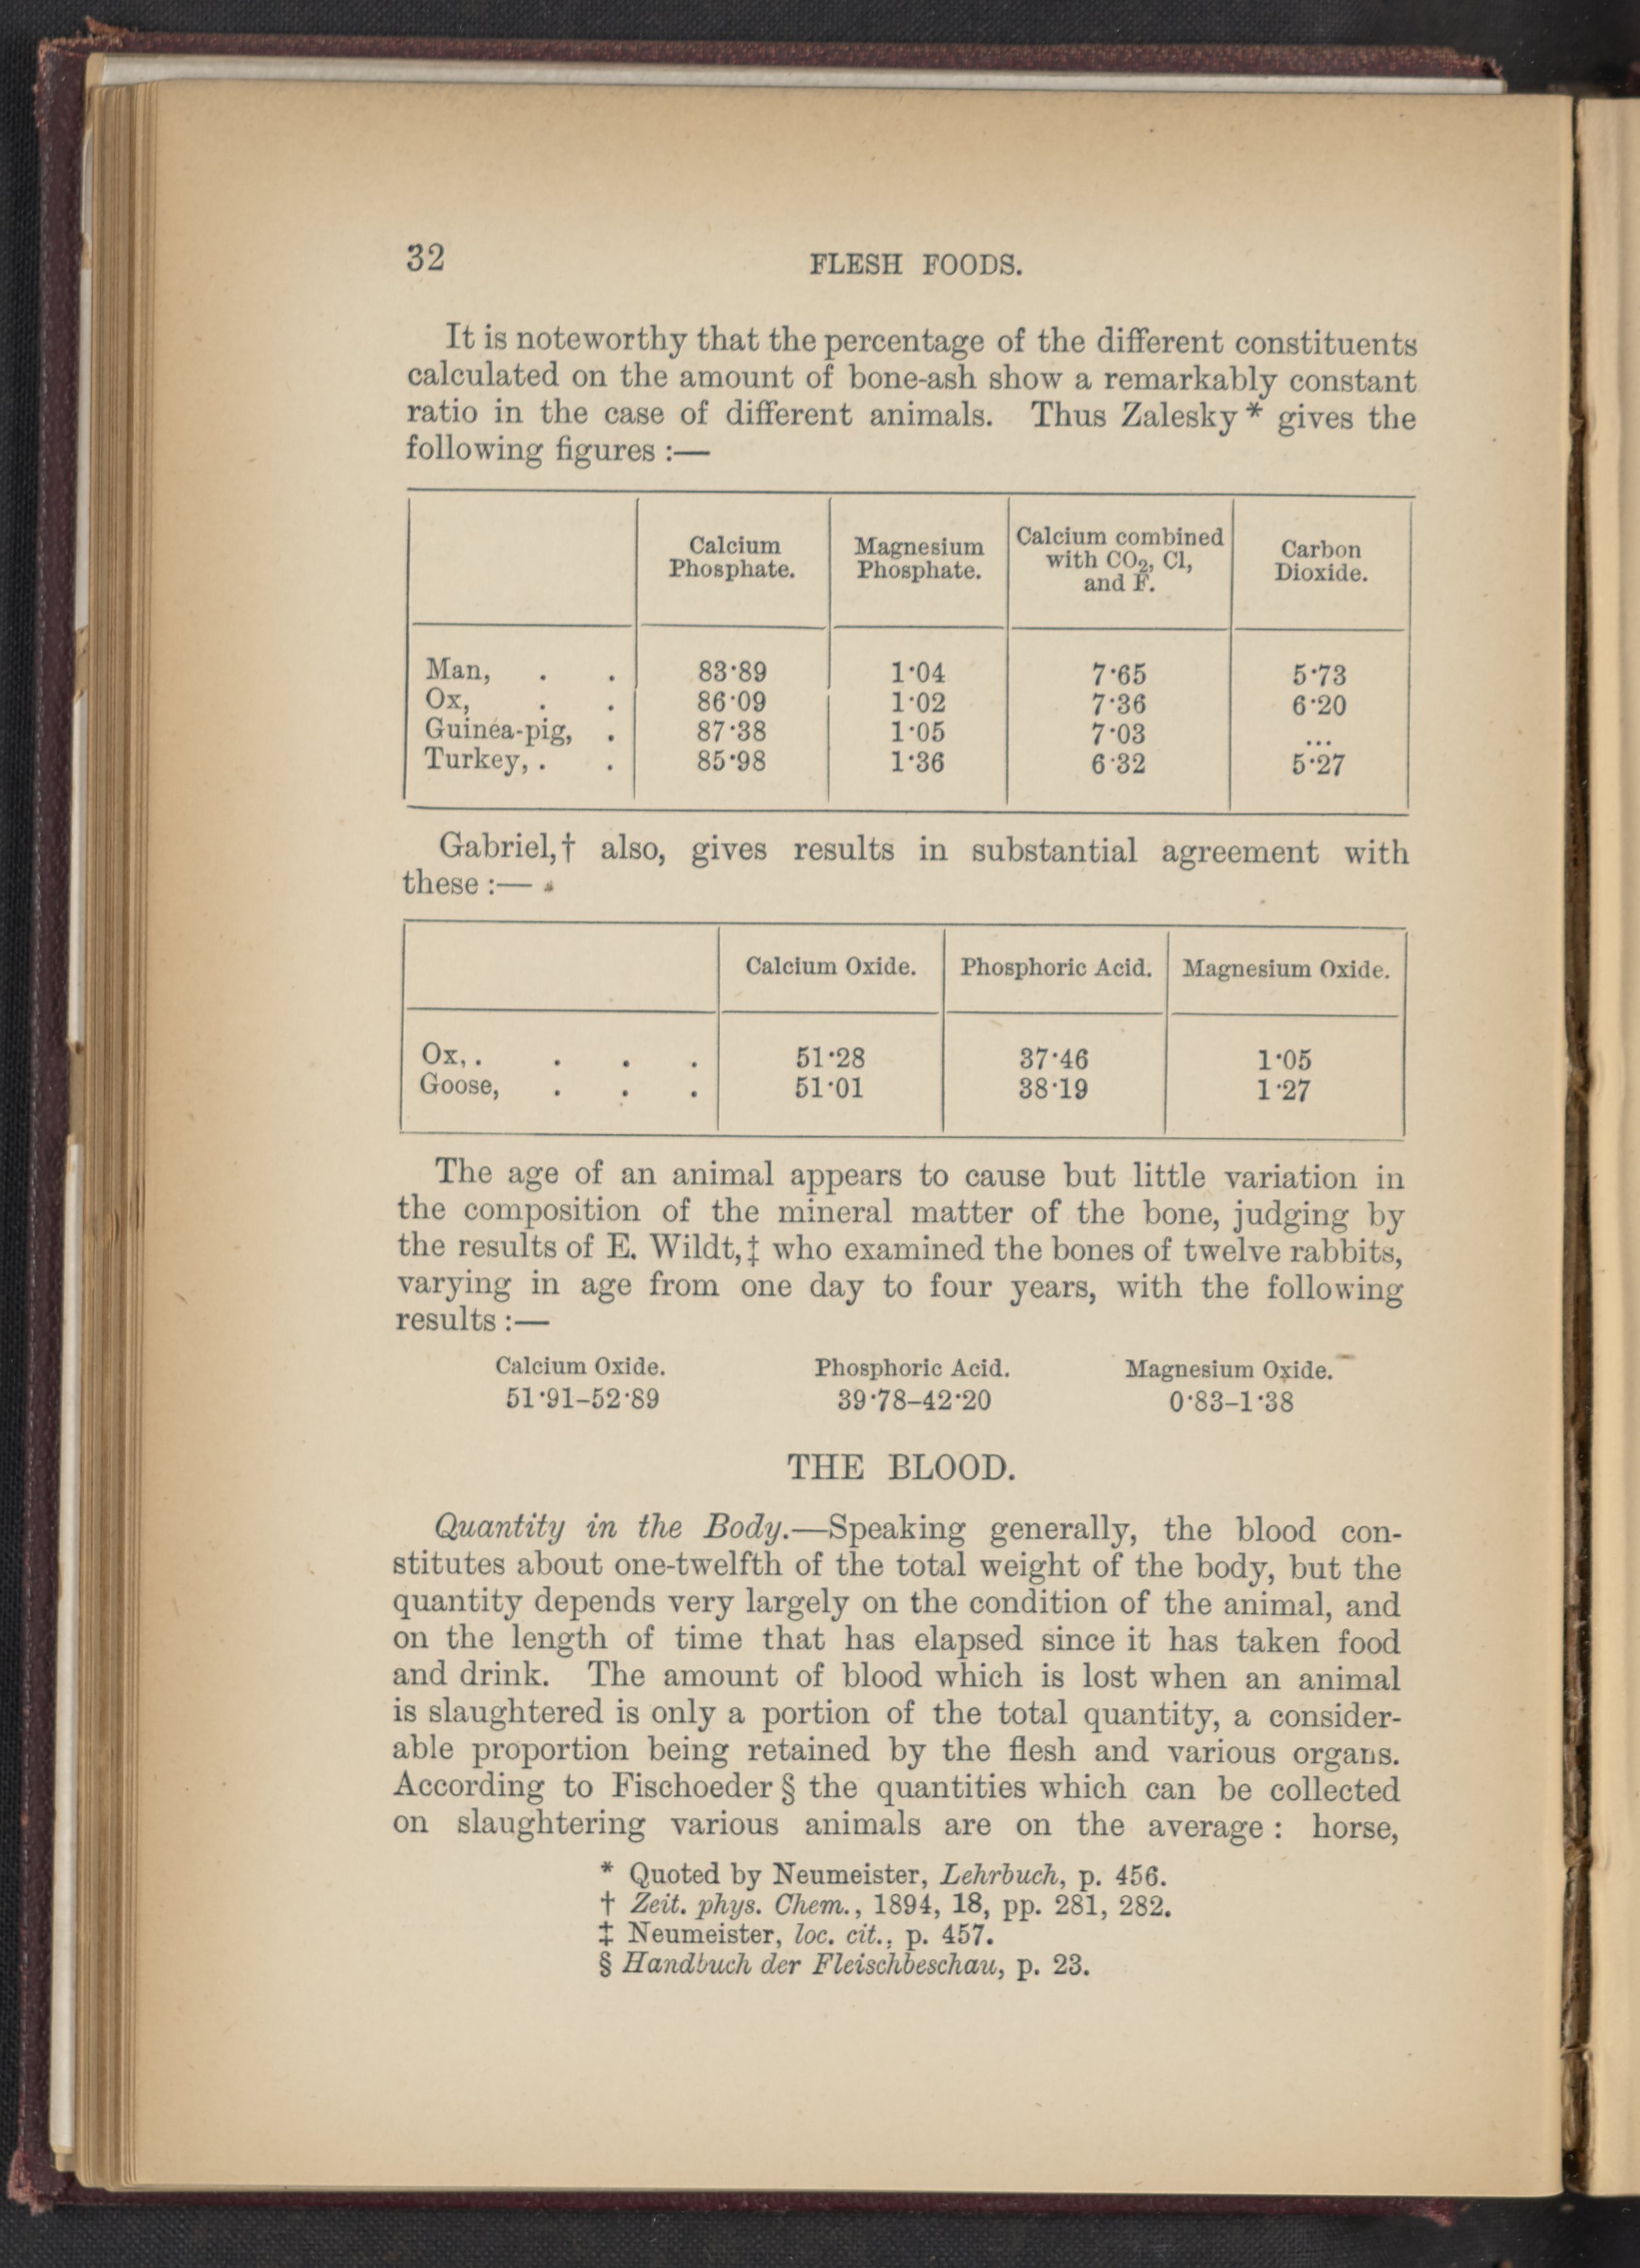 32 FLESH FOODS.
It is noteworthy that the percentage of the different constituents
calculated on the amount of bone-ash show a remarkably constant
ratio in the case of different animals. Thus Zalesky * gives the
following figures :—
Calcium Phosphate. Magnesium Phosphate. Calcium combined with CO₂, Cl, and F. Carbon Dioxide.
Man, . . 83·89 1·04 7·65 5·73
Ox, . . 86·09 1·02 7·36 6·20
Guinea-pig, . 87·38 1·05 7·03 ...
Turkey, . . 85·98 1·36 6·32 5·27
Gabriel,† also, gives results in substantial agreement with
these :—
Calcium Oxide. Phosphoric Acid. Magnesium Oxide.
Ox, . . . . 51·28 37·46 1·05
Goose, . . . 51·01 38·19 1·27
The age of an animal appears to cause but little variation in
the composition of the mineral matter of the bone, judging by
the results of E. Wildt,‡ who examined the bones of twelve rabbits,
varying in age from one day to four years, with the following
results :—
Calcium Oxide. Phosphoric Acid. Magnesium Oxide.
51·91–52·89 39·78–42·20 0·83–1·38
THE BLOOD.
Quantity in the Body.—Speaking generally, the blood con-
stitutes about one-twelfth of the total weight of the body, but the
quantity depends very largely on the condition of the animal, and
on the length of time that has elapsed since it has taken food
and drink. The amount of blood which is lost when an animal
is slaughtered is only a portion of the total quantity, a consider-
able proportion being retained by the flesh and various organs.
According to Fischoeder § the quantities which can be collected
on slaughtering various animals are on the average : horse,
* Quoted by Neumeister, Lehrbuch, p. 456.
† Zeit. phys. Chem., 1894, 18, pp. 281, 282.
‡ Neumeister, loc. cit., p. 457.
§ Handbuch der Fleischbeschau, p. 23.